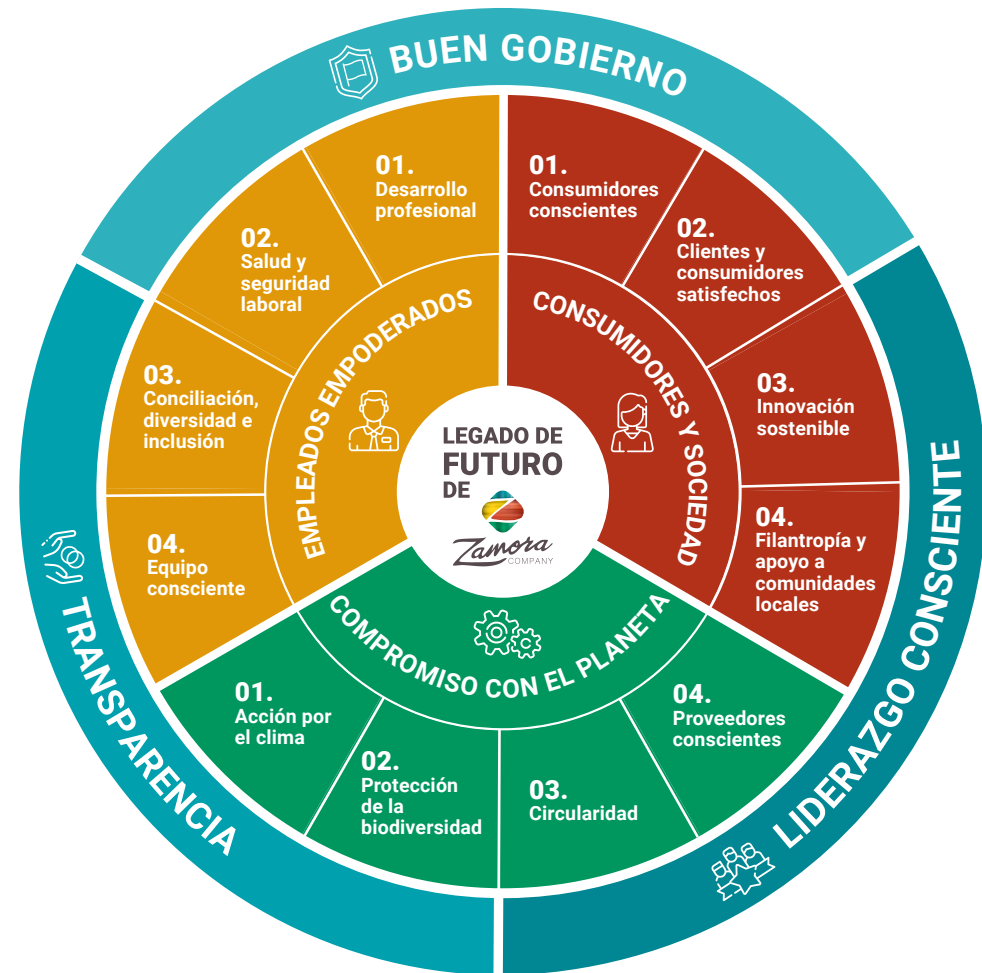 BUEN GOBIERNO
LIDERAZGO CONSCIENTE
TRANSPARENCIA
LEGADO DE
FUTURO
DE
Zamora
COMPANY
EMPLEADOS EMPODERADOS
01.
Desarrollo
profesional
02.
Salud y
seguridad
laboral
03.
Conciliación,
diversidad e
inclusión
04.
Equipo
consciente
CONSUMIDORES Y SOCIEDAD
01.
Consumidores
conscientes
02.
Clientes y
consumidores
satisfechos
03.
Innovación
sostenible
04.
Filantropía y
apoyo a
comunidades
locales
COMPROMISO CON EL PLANETA
01.
Acción por
el clima
02.
Protección
de la
biodiversidad
03.
Circularidad
04.
Proveedores
conscientes